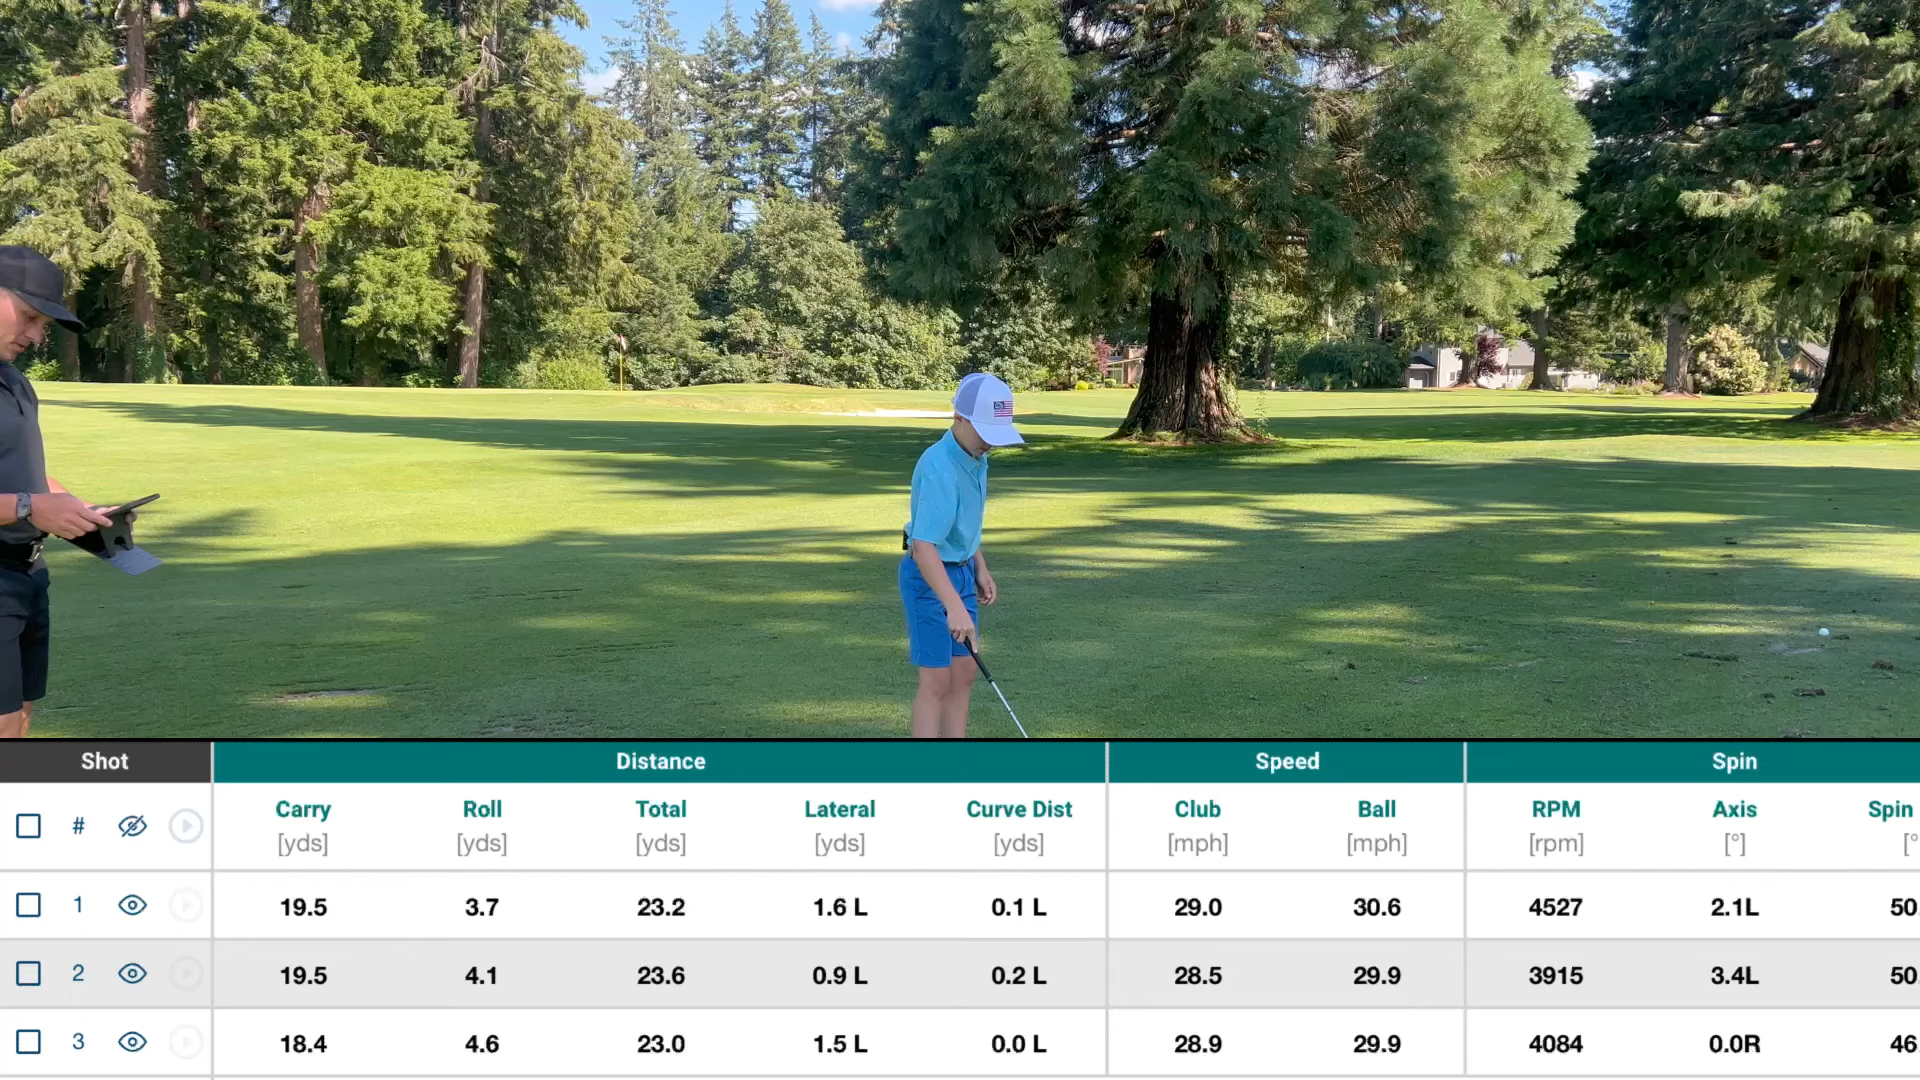 Shot Distance Speed Spin
# Carry Roll Total Lateral Curve Dist Club Ball RPM Axis Spin
[yds] [yds] [yds] [yds] [yds] [mph] [mph] [rpm] [°] [°
1 19.5 3.7 23.2 1.6 L 0.1 L 29.0 30.6 4527 2.1L 50.
2 19.5 4.1 23.6 0.9 L 0.2 L 28.5 29.9 3915 3.4L 50.
3 18.4 4.6 23.0 1.5 L 0.0 L 28.9 29.9 4084 0.0R 46.